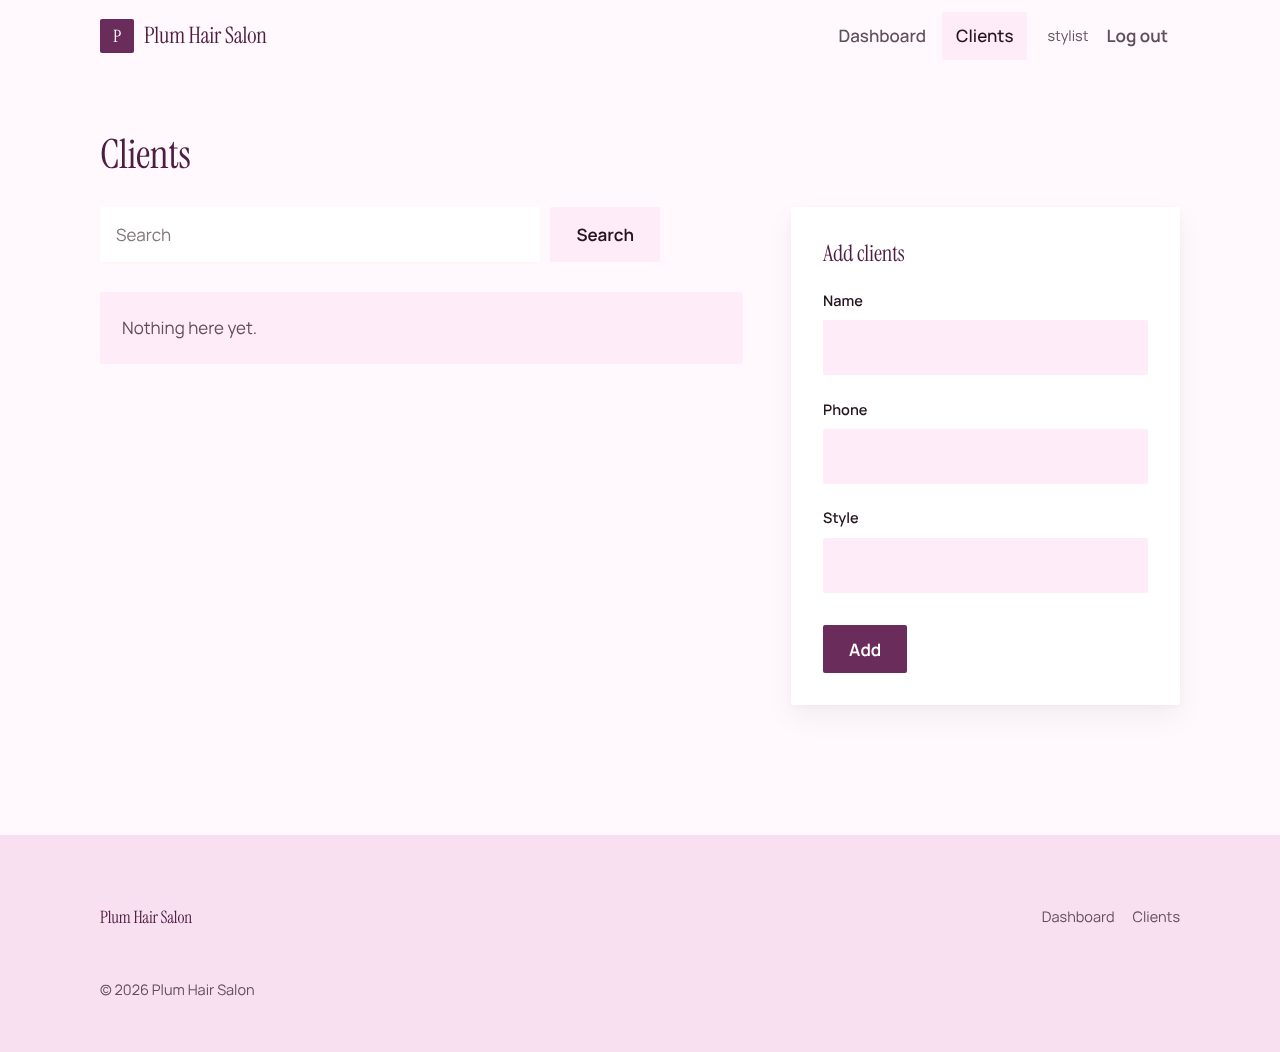 P Plum Hair Salon
Dashboard Clients stylist Log out
Clients
Search Search
Nothing here yet.
Add clients
Name
Phone
Style
Add
Plum Hair Salon
Dashboard Clients
© 2026 Plum Hair Salon